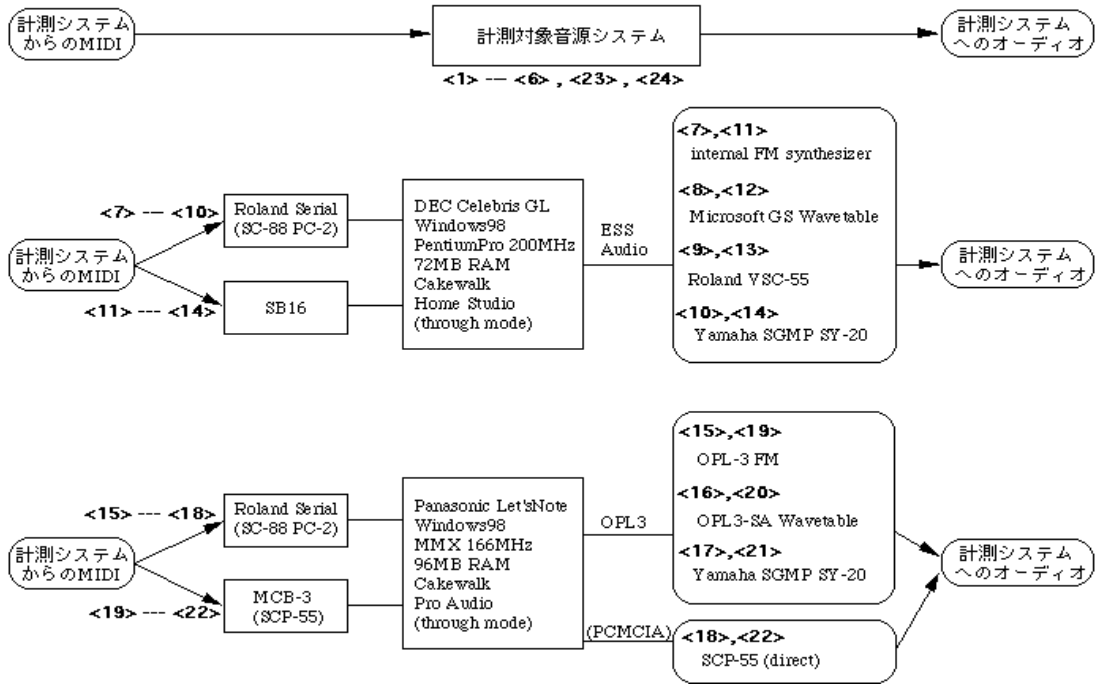 計測システム
からのMIDI
計測対象音源システム
計測システム
へのオーディオ
<1> --- <6> , <23> , <24>
<7> --- <10>
計測システム
からのMIDI
<11> --- <14>
Roland Serial
(SC-88 PC-2)
SB16
DEC Celebris GL
Windows98
PentiumPro 200MHz
72MB RAM
Cakewalk
Home Studio
(through mode)
ESS
Audio
<7>,<11>
internal FM synthesizer
<8>,<12>
Microsoft GS Wavetable
<9>,<13>
Roland VSC-55
<10>,<14>
Yamaha SGMP SY-20
計測システム
へのオーディオ
<15> --- <18>
計測システム
からのMIDI
<19> --- <22>
Roland Serial
(SC-88 PC-2)
MCB-3
(SCP-55)
Panasonic Let'sNote
Windows98
MMX 166MHz
96MB RAM
Cakewalk
Pro Audio
(through mode)
OPL3
(PCMCIA)
<15>,<19>
OPL-3 FM
<16>,<20>
OPL3-SA Wavetable
<17>,<21>
Yamaha SGMP SY-20
<18>,<22>
SCP-55 (direct)
計測システム
へのオーディオ